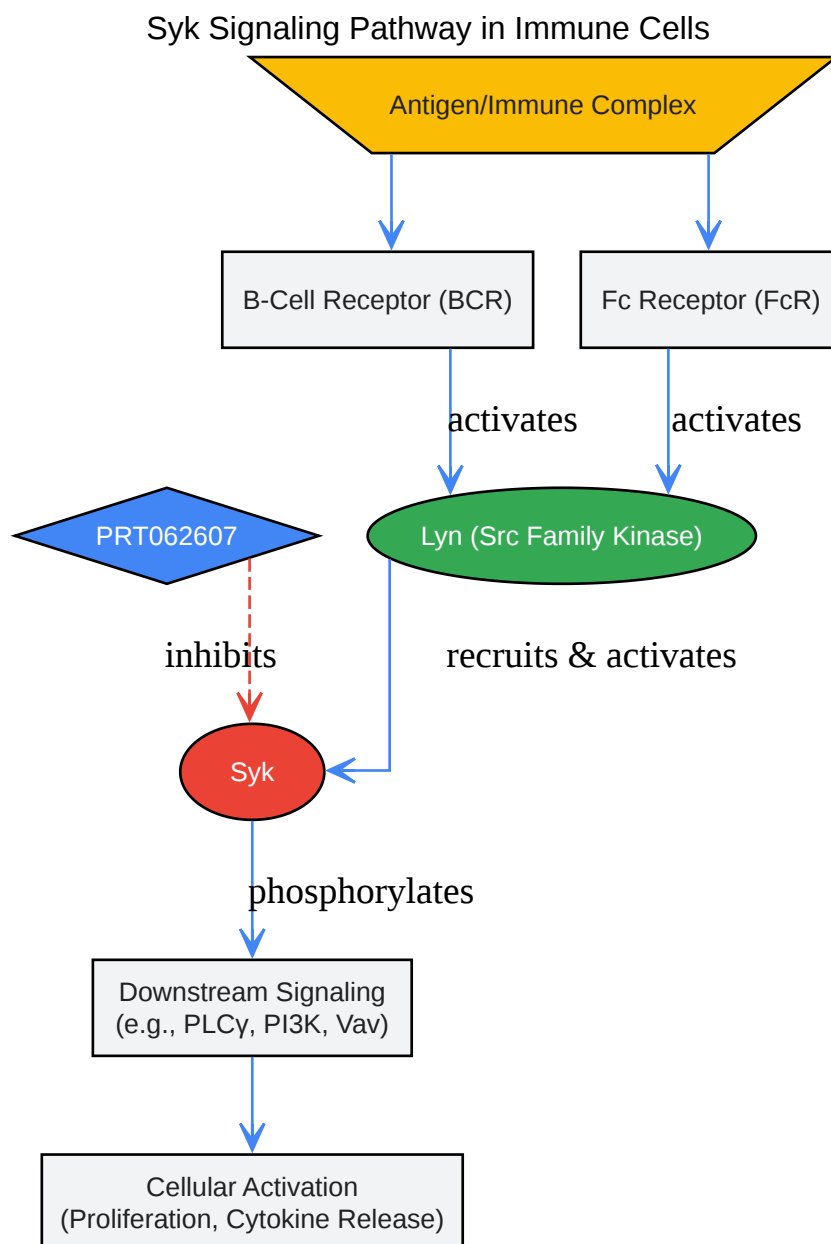 Syk Signaling Pathway in Immune Cells
Antigen/Immune Complex
B-Cell Receptor (BCR)
Fc Receptor (FcR)
activates
activates
PRT062607
Lyn (Src Family Kinase)
inhibits
recruits & activates
Syk
phosphorylates
Downstream Signaling
(e.g., PLCγ, PI3K, Vav)
Cellular Activation
(Proliferation, Cytokine Release)